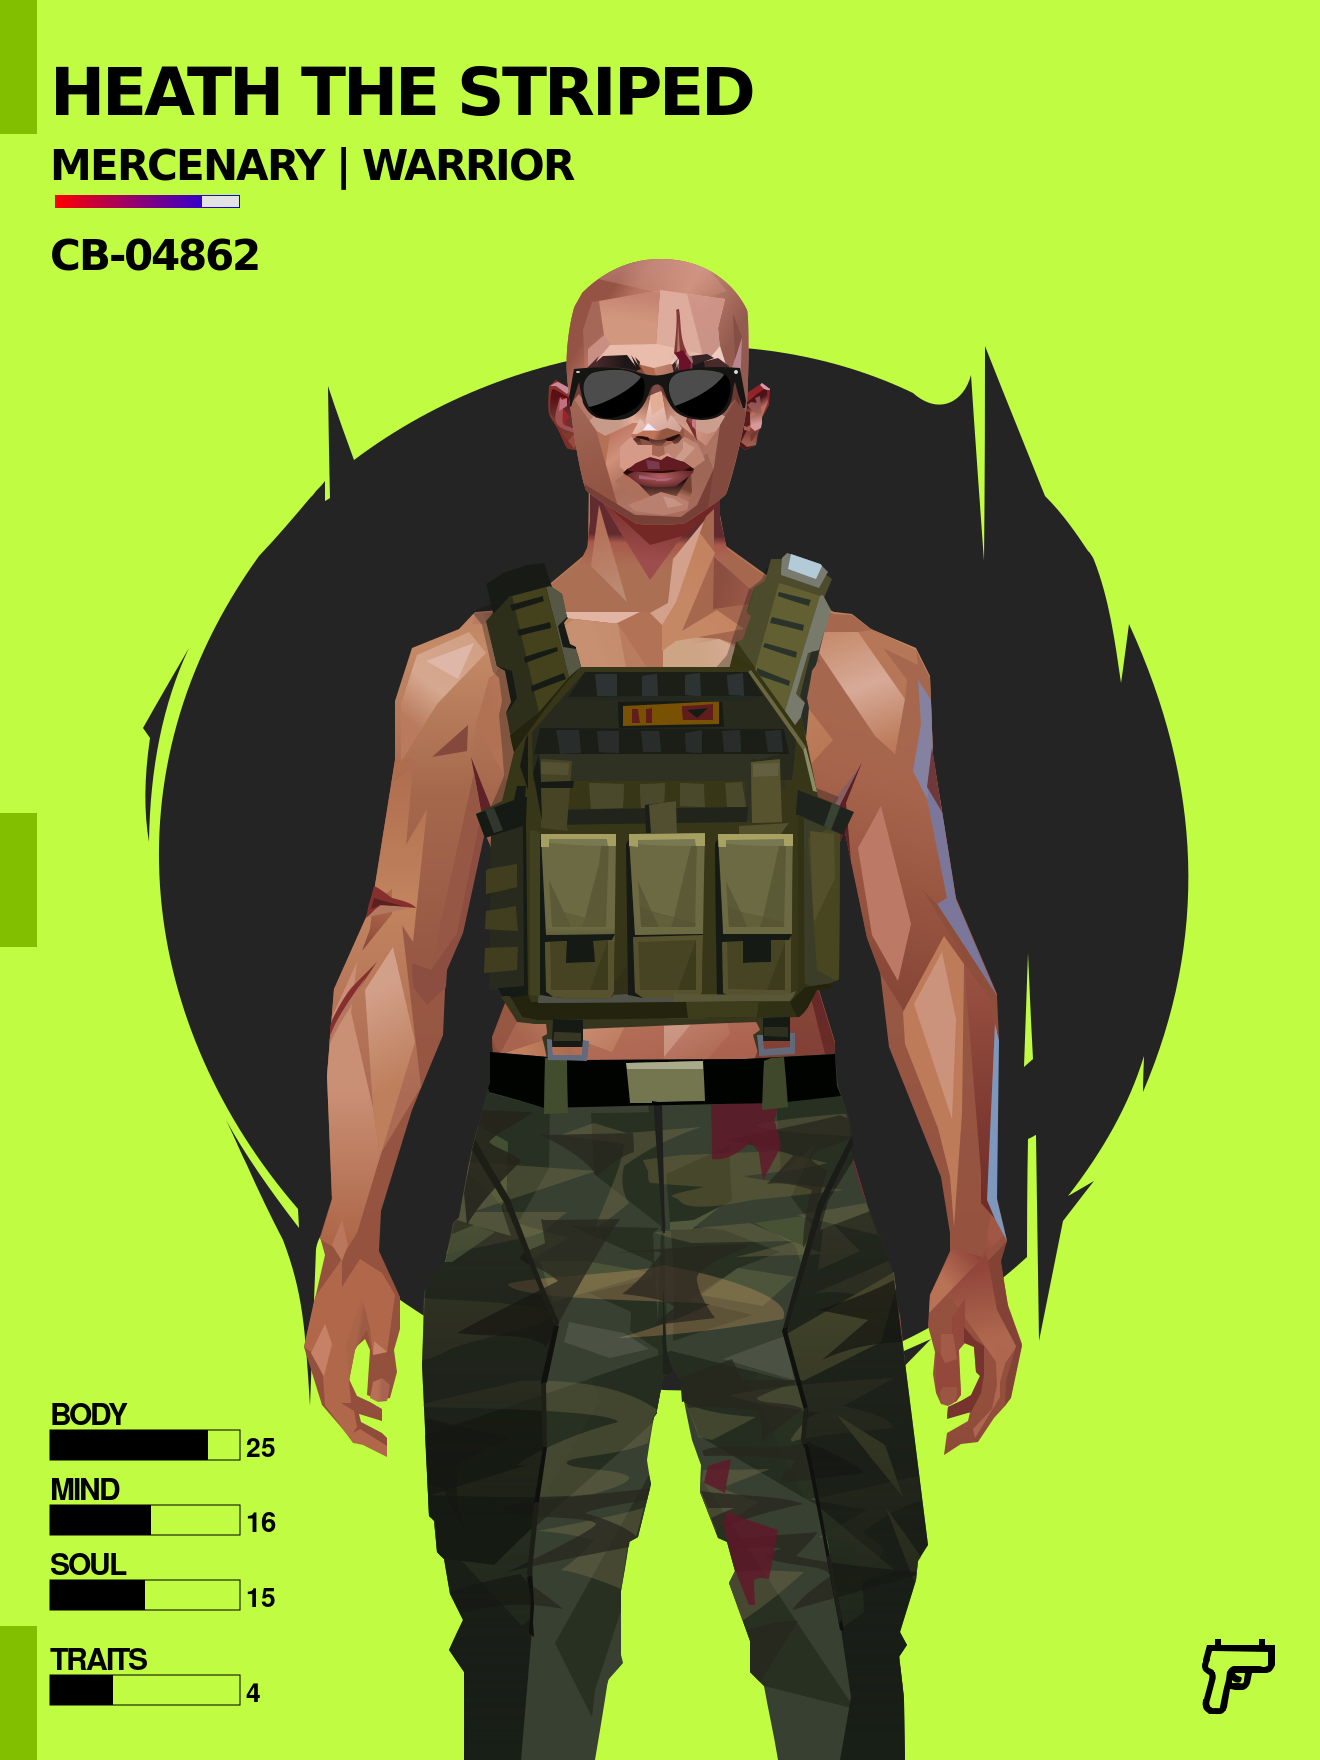 HEATH THE STRIPED
MERCENARY | WARRIOR
CB-04862
BODY
25
MIND
16
SOUL
15
TRAITS
4